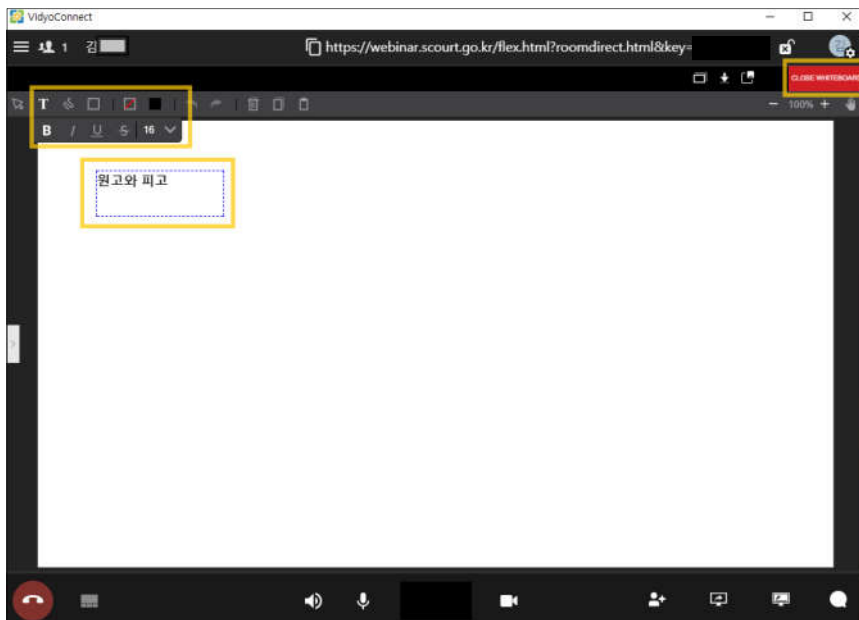 VidyoConnect
1 김
https://webinar.scourt.go.kr/flex.html?roomdirect.html&key=
CLOSE WHITEBOARD
T
100%
B I U S 16
원고와 피고